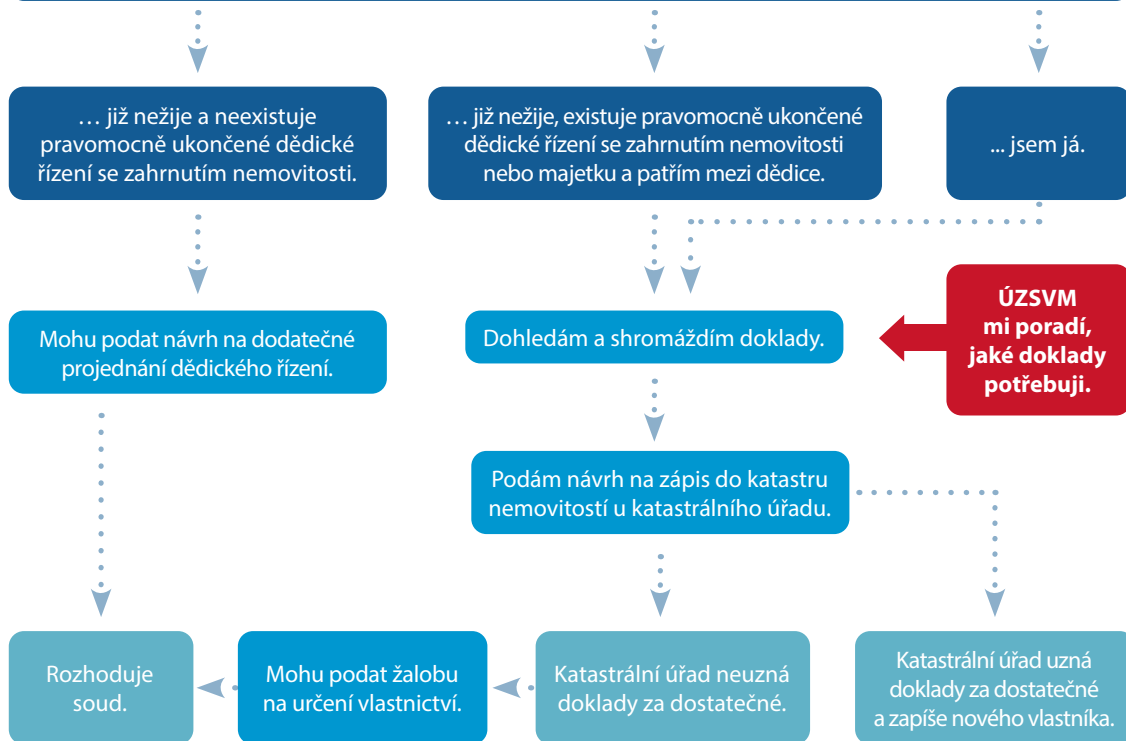 … již nežije a neexistuje
pravomocně ukončené dědické
řízení se zahrnutím nemovitosti.
… již nežije, existuje pravomocně ukončené
dědické řízení se zahrnutím nemovitosti
nebo majetku a patřím mezi dědice.
... jsem já.
Mohu podat návrh na dodatečné
projednání dědického řízení.
Dohledám a shromáždím doklady.
ÚZSVM
mi poradí,
jaké doklady
potřebuji.
Podám návrh na zápis do katastru
nemovitostí u katastrálního úřadu.
Rozhoduje
soud.
Mohu podat žalobu
na určení vlastnictví.
Katastrální úřad neuzná
doklady za dostatečné.
Katastrální úřad uzná
doklady za dostatečné
a zapíše nového vlastníka.